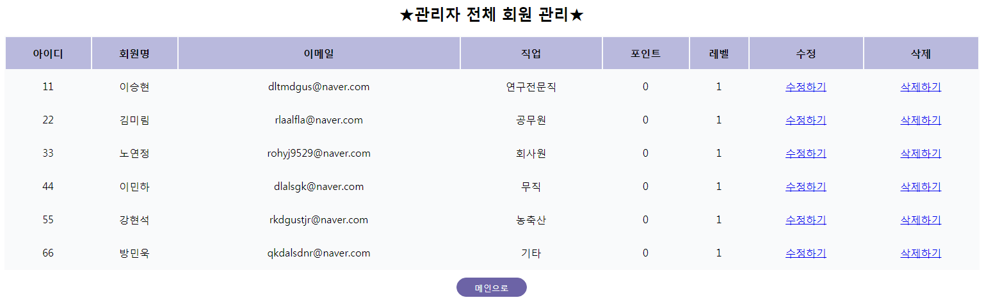 ★관리자 전체 회원 관리★
아이디 회원명 이메일 직업 포인트 레벨 수정 삭제
11 이승현 dltmdgus@naver.com 연구전문직 0 1 수정하기 삭제하기
22 김미림 rlaalfla@naver.com 공무원 0 1 수정하기 삭제하기
33 노연정 rohyj9529@naver.com 회사원 0 1 수정하기 삭제하기
44 이민하 dlalsgk@naver.com 무직 0 1 수정하기 삭제하기
55 강현석 rkdgustjr@naver.com 농축산 0 1 수정하기 삭제하기
66 방민욱 qkdalsdnr@naver.com 기타 0 1 수정하기 삭제하기
메인으로